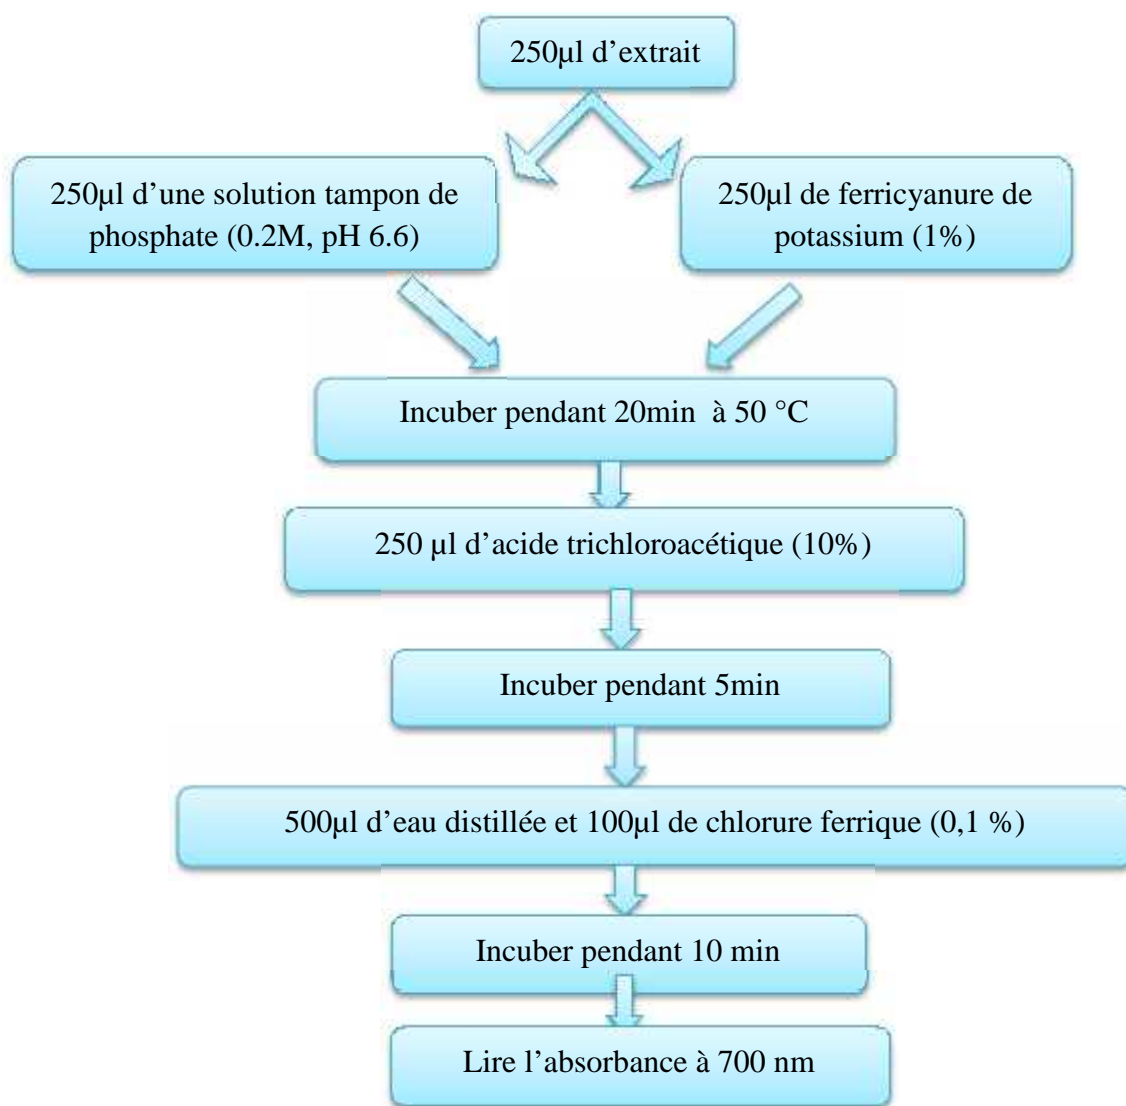 250µl d’extrait
250µl d’une solution tampon de
phosphate (0.2M, pH 6.6)
250µl de ferricyanure de
potassium (1%)
Incuber pendant 20min  à 50 °C
250 µl d’acide trichloroacétique (10%)
Incuber pendant 5min
500µl d’eau distillée et 100µl de chlorure ferrique (0,1 %)
Incuber pendant 10 min
Lire l’absorbance à 700 nm